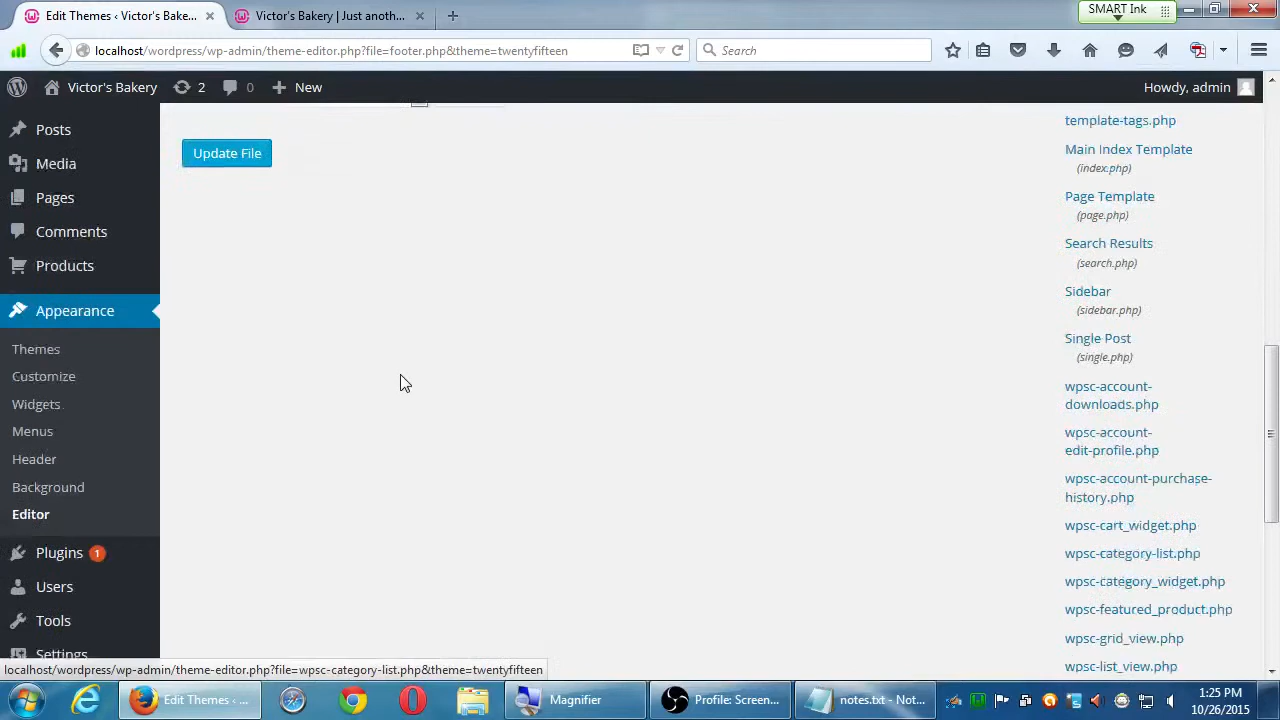 Edit Themes ‹ Victor's Bake... ×
Victor's Bakery | Just anoth... ×
SMART Ink
localhost/wordpress/wp-admin/theme-editor.php?file=footer.php&theme=twentyfifteen
Search
Victor's Bakery
2
0
New
Howdy, admin
Posts
Media
Pages
Comments
Products
Appearance
Themes
Customize
Widgets
Menus
Header
Background
Editor
Plugins 1
Users
Tools
Settings
Update File
template-tags.php
Main Index Template
(index.php)
Page Template
(page.php)
Search Results
(search.php)
Sidebar
(sidebar.php)
Single Post
(single.php)
wpsc-account-
downloads.php
wpsc-account-
edit-profile.php
wpsc-account-purchase-
history.php
wpsc-cart_widget.php
wpsc-category-list.php
wpsc-category_widget.php
wpsc-featured_product.php
wpsc-grid_view.php
wpsc-list_view.php
localhost/wordpress/wp-admin/theme-editor.php?file=wpsc-category-list.php&theme=twentyfifteen
Edit Themes ‹ ...
Magnifier
Profile: Screen...
notes.txt - Not...
1:25 PM
10/26/2015